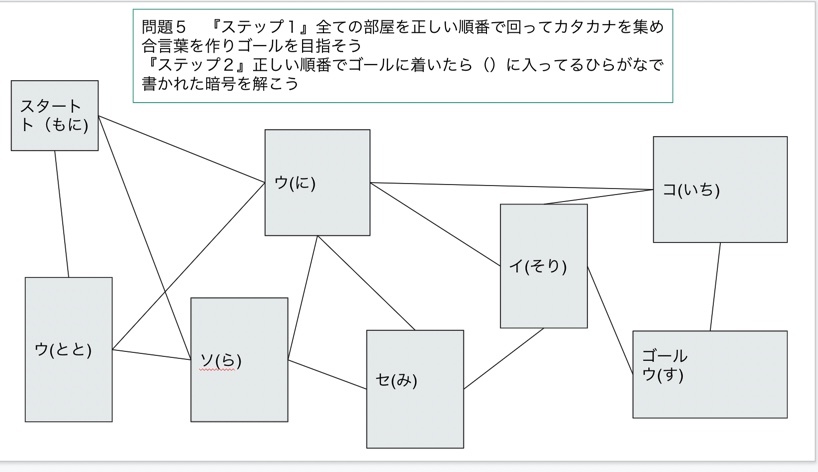 問題５　『ステップ１』全ての部屋を正しい順番で回ってカタカナを集め
合言葉を作りゴールを目指そう
『ステップ２』正しい順番でゴールに着いたら（）に入ってるひらがなで
書かれた暗号を解こう
スタート
ト（もに)
ウ(に)
コ(いち)
イ(そり)
ウ(とと)
ソ(ら)
セ(み)
ゴール
ウ(す)